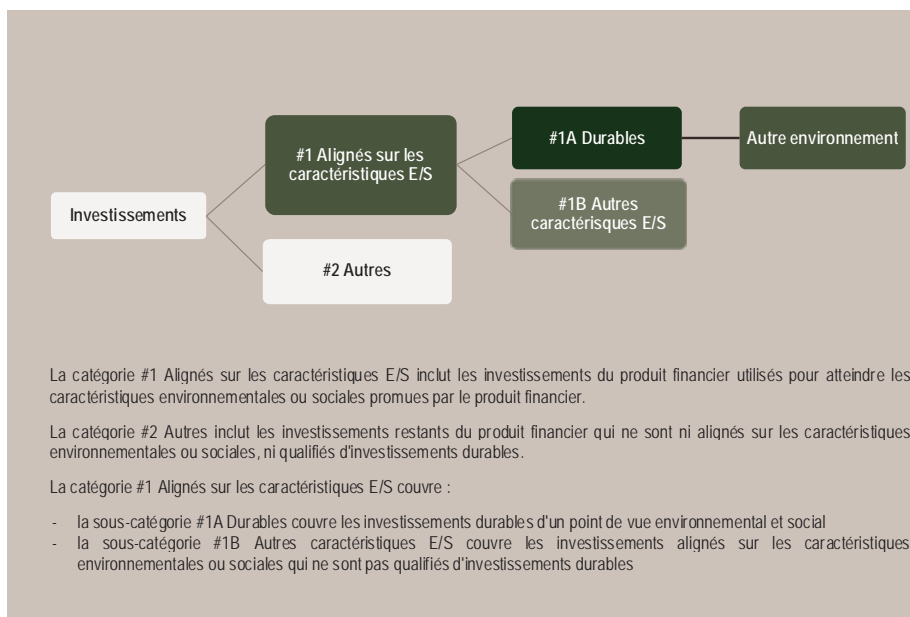 #1A Durables
Autre environnement
#1 Alignés sur les
caractéristiques E/S
#1B Autres
caractérisques E/S
Investissements
#2 Autres
La catégorie #1 Alignés sur les caractéristiques E/S inclut les investissements du produit financier utilisés pour atteindre les
caractéristiques environnementales ou sociales promues par le produit financier.
La catégorie #2 Autres inclut les investissements restants du produit financier qui ne sont ni alignés sur les caractéristiques
environnementales ou sociales, ni qualifiés d'investissements durables.
La catégorie #1 Alignés sur les caractéristiques E/S couvre :
- la sous-catégorie #1A Durables couvre les investissements durables d'un point de vue environnemental et social
- la sous-catégorie #1B Autres caractéristiques E/S couvre les investissements alignés sur les caractéristiques
environnementales ou sociales qui ne sont pas qualifiés d'investissements durables